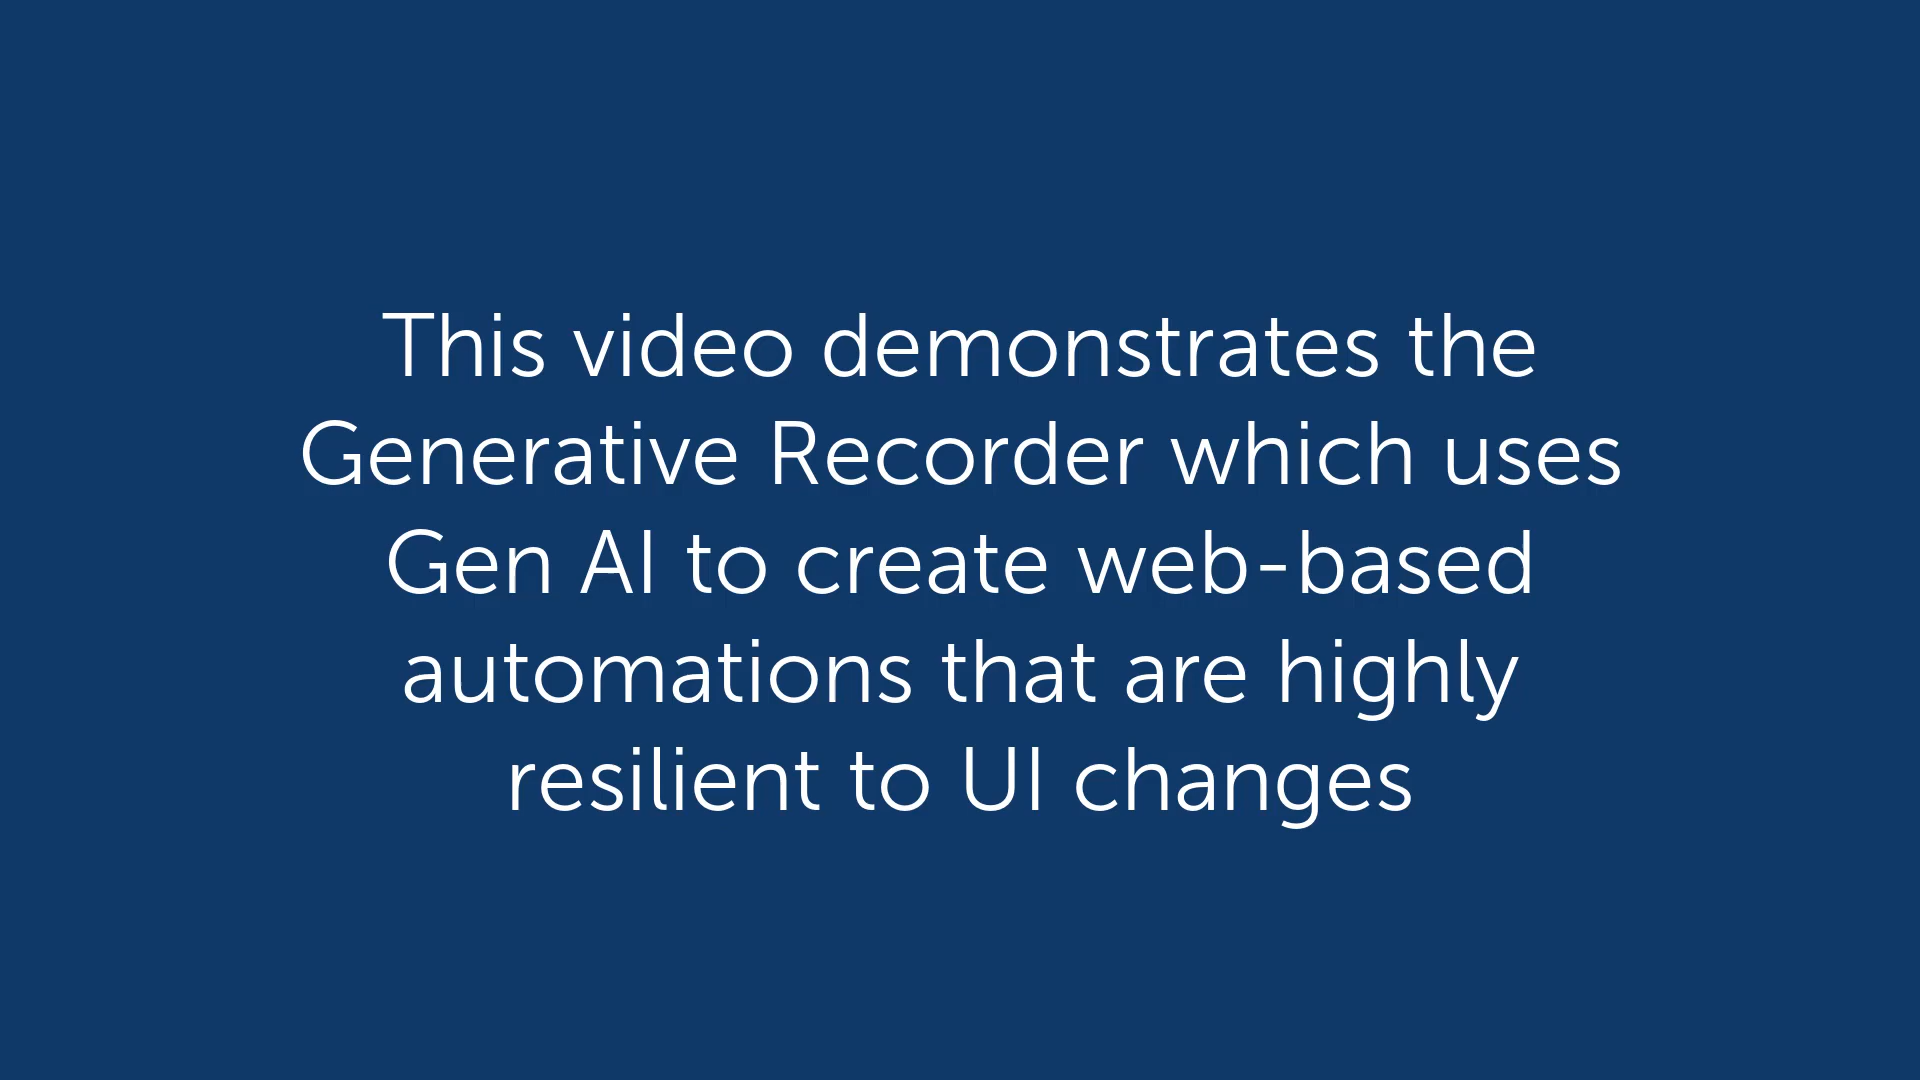 This video demonstrates the
Generative Recorder which uses
Gen AI to create web-based
automations that are highly
resilient to UI changes